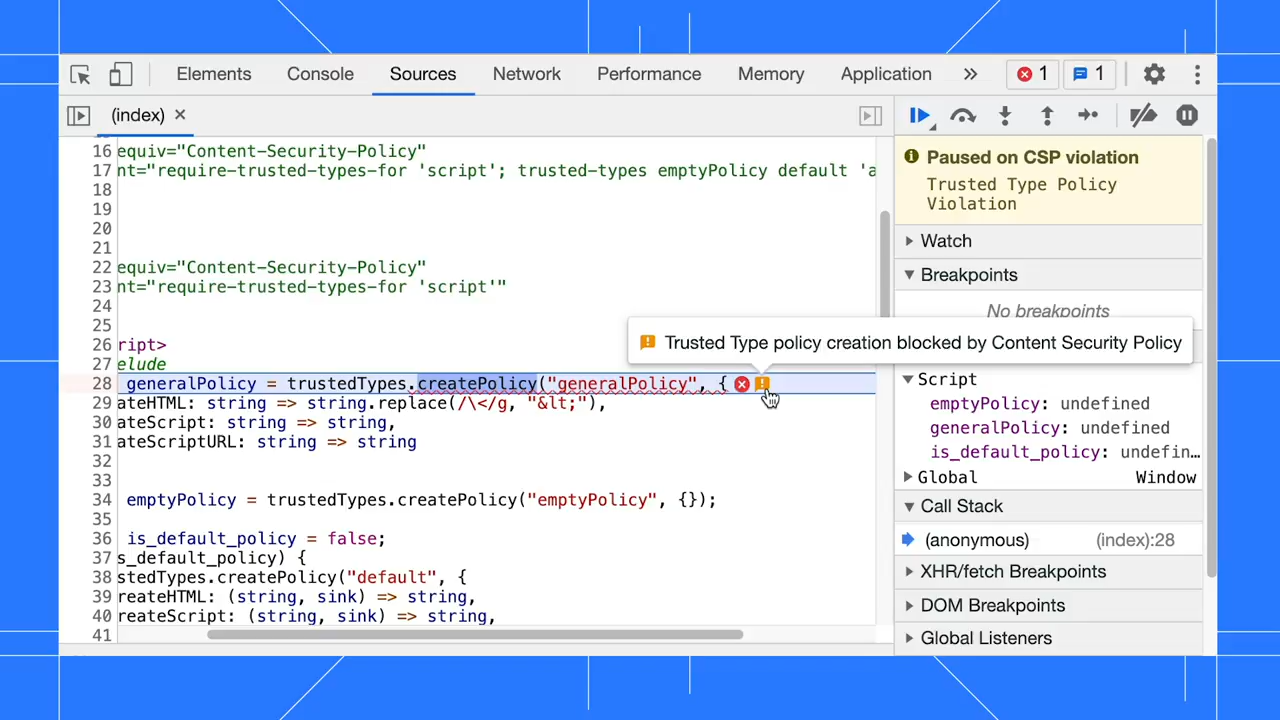 Elements Console Sources Network Performance Memory Application » 1 1
(index) ×
16 equiv="Content-Security-Policy"
17 nt="require-trusted-types-for 'script'; trusted-types emptyPolicy default 'a
18
19
20
21
22 equiv="Content-Security-Policy"
23 nt="require-trusted-types-for 'script'"
24
25
26 ript>
27 elude
28 generalPolicy = trustedTypes.createPolicy("generalPolicy", {
29 ateHTML: string => string.replace(/\</g, "&lt;"),
30 ateScript: string => string,
31 ateScriptURL: string => string
32
33
34 emptyPolicy = trustedTypes.createPolicy("emptyPolicy", {});
35
36 is_default_policy = false;
37 s_default_policy) {
38 stedTypes.createPolicy("default", {
39 reateHTML: (string, sink) => string,
40 reateScript: (string, sink) => string,
41
Trusted Type policy creation blocked by Content Security Policy
Paused on CSP violation
Trusted Type Policy
Violation
Watch
Breakpoints
No breakpoints
Script
emptyPolicy: undefined
generalPolicy: undefined
is_default_policy: undefin…
Global Window
Call Stack
(anonymous) (index):28
XHR/fetch Breakpoints
DOM Breakpoints
Global Listeners